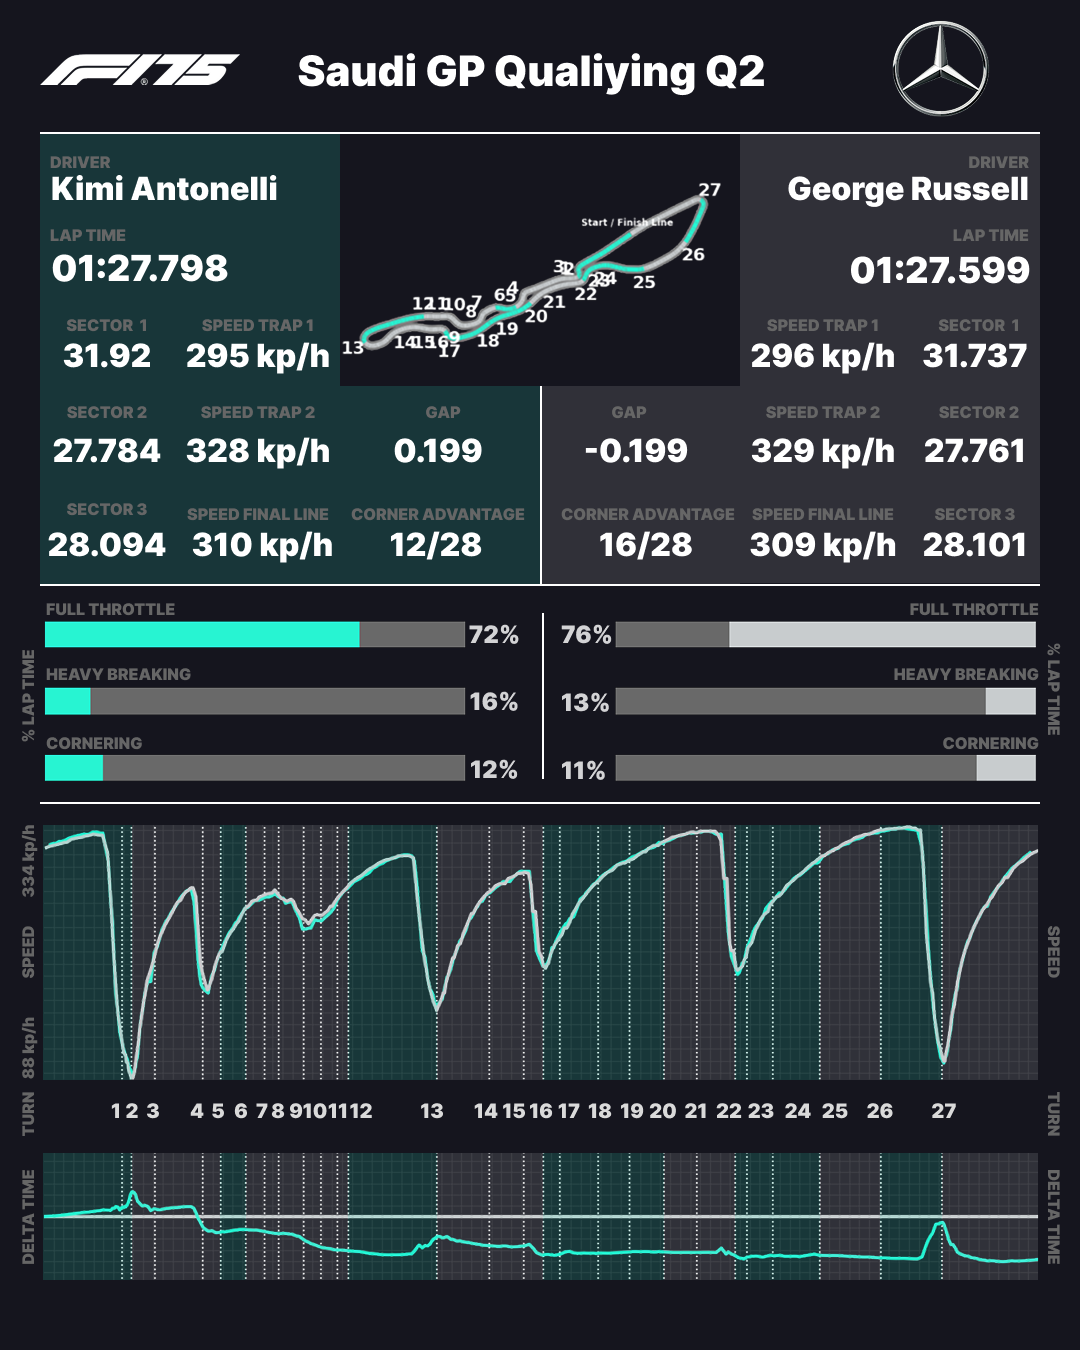 F1 75® Saudi GP Qualiying Q2
DRIVER
Kimi Antonelli
LAP TIME
01:27.798
SECTOR 1 SPEED TRAP 1
31.92 295 kp/h
SECTOR 2 SPEED TRAP 2 GAP
27.784 328 kp/h 0.199
SECTOR 3 SPEED FINAL LINE CORNER ADVANTAGE
28.094 310 kp/h 12/28
Start / Finish Line
27
26
25
24
22
21
20
19
18
17
13
14
15
16
9
12
11
10
8
7
6
5
4
3
DRIVER
George Russell
LAP TIME
01:27.599
SPEED TRAP 1 SECTOR 1
296 kp/h 31.737
GAP SPEED TRAP 2 SECTOR 2
-0.199 329 kp/h 27.761
CORNER ADVANTAGE SPEED FINAL LINE SECTOR 3
16/28 309 kp/h 28.101
% LAP TIME
FULL THROTTLE
72%
HEAVY BREAKING
16%
CORNERING
12%
FULL THROTTLE
76%
HEAVY BREAKING
13%
CORNERING
11%
% LAP TIME
334 kp/h
SPEED
88 kp/h
SPEED
TURN 1 2 3 4 5 6 7 8 9 10 11 12 13 14 15 16 17 18 19 20 21 22 23 24 25 26 27 TURN
DELTA TIME
DELTA TIME